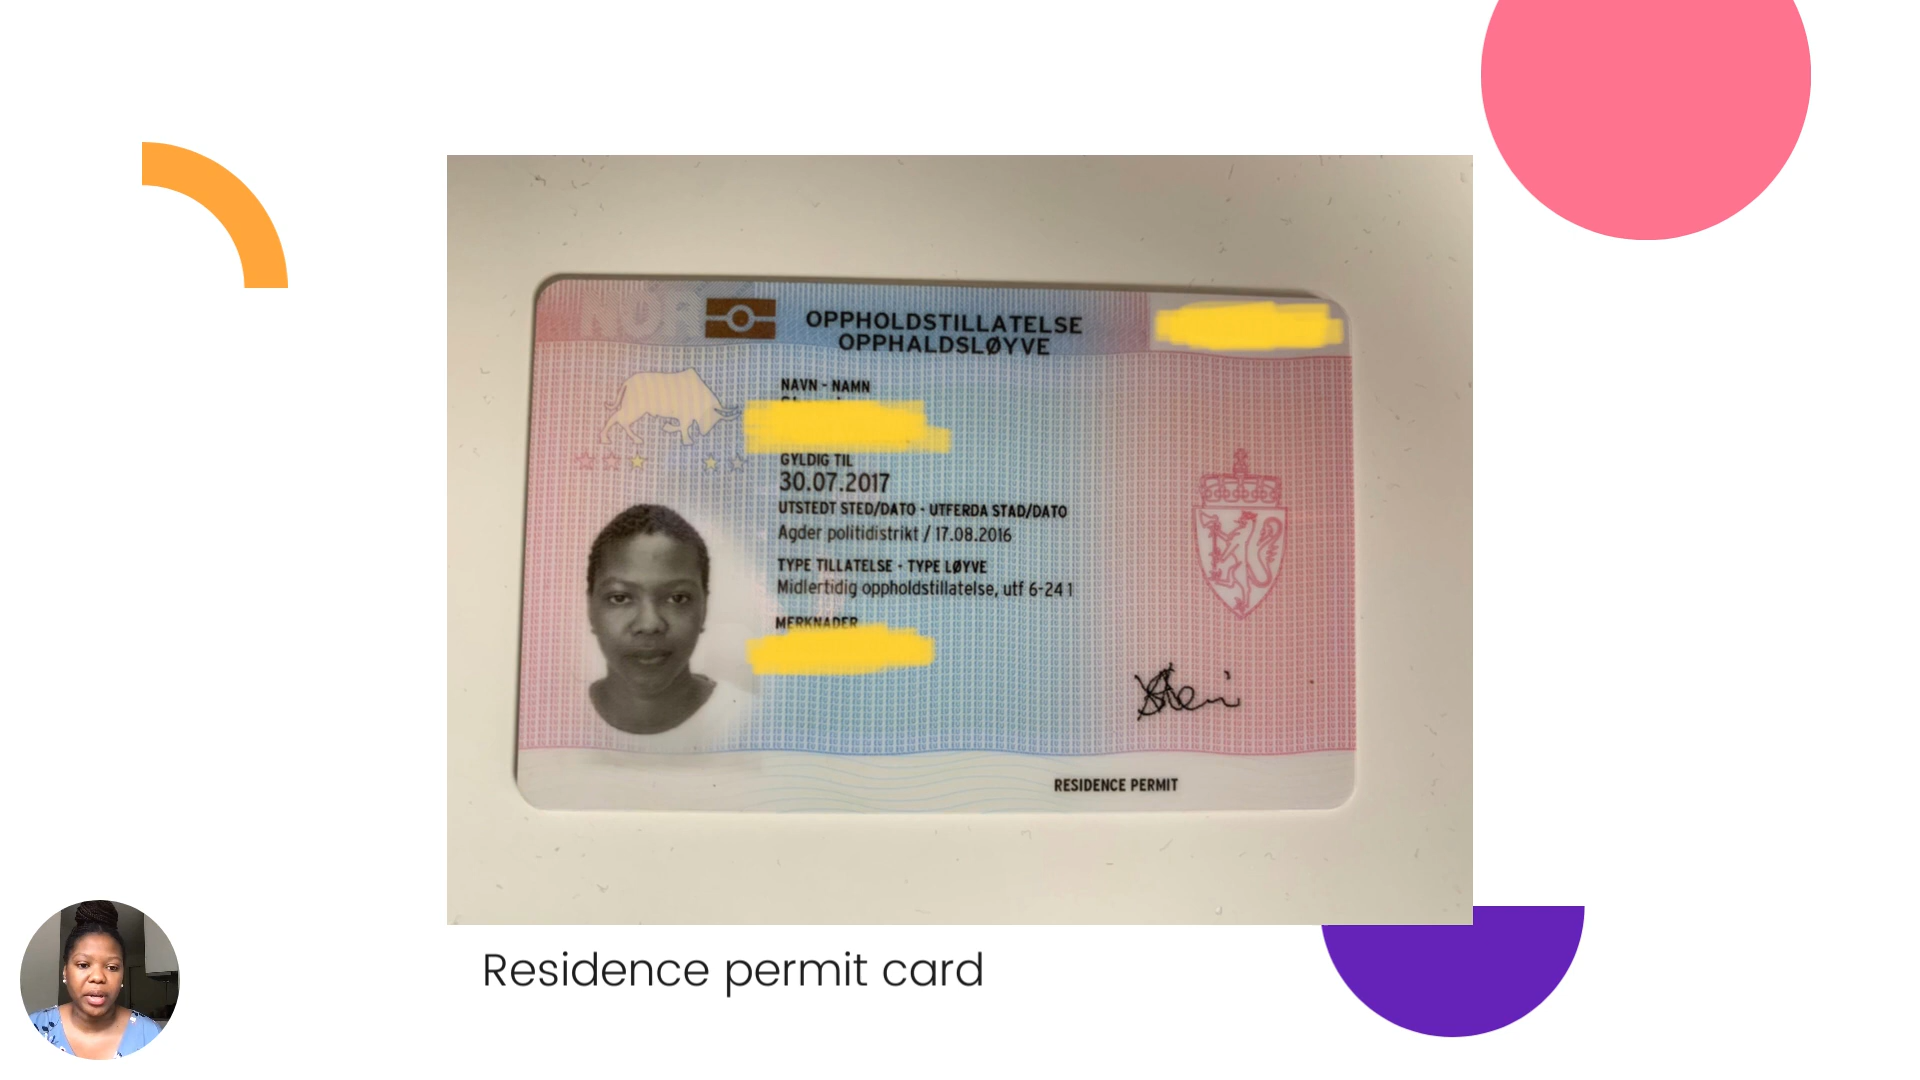 NOR
OPPHOLDSTILLATELSE
OPPHALDSLØYVE
NAVN - NAMN
GYLDIG TIL
30.07.2017
UTSTEDT STED/DATO - UTFERDA STAD/DATO
Agder politidistrikt / 17.08.2016
TYPE TILLATELSE - TYPE LØYVE
Midlertidig oppholdstillatelse, utf 6-24 1
MERKNADER
RESIDENCE PERMIT
Residence permit card